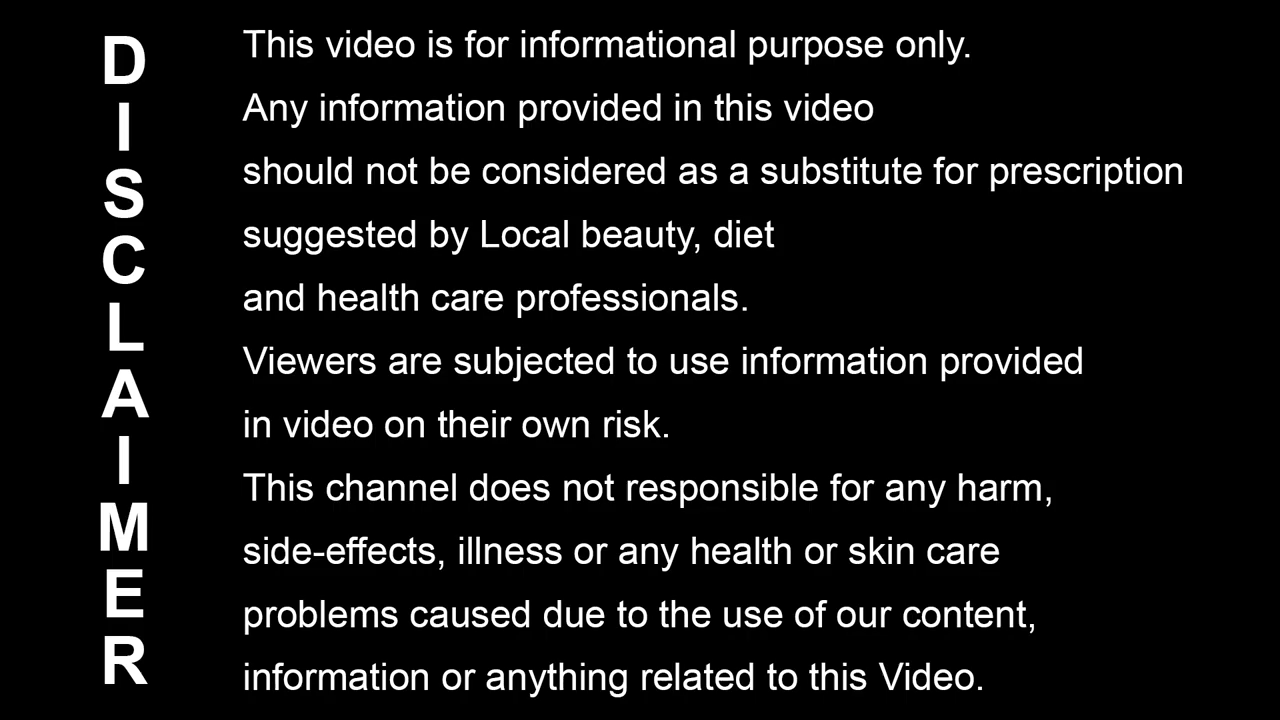 DISCLAIMER
This video is for informational purpose only.
Any information provided in this video
should not be considered as a substitute for prescription
suggested by Local beauty, diet
and health care professionals.
Viewers are subjected to use information provided
in video on their own risk.
This channel does not responsible for any harm,
side-effects, illness or any health or skin care
problems caused due to the use of our content,
information or anything related to this Video.